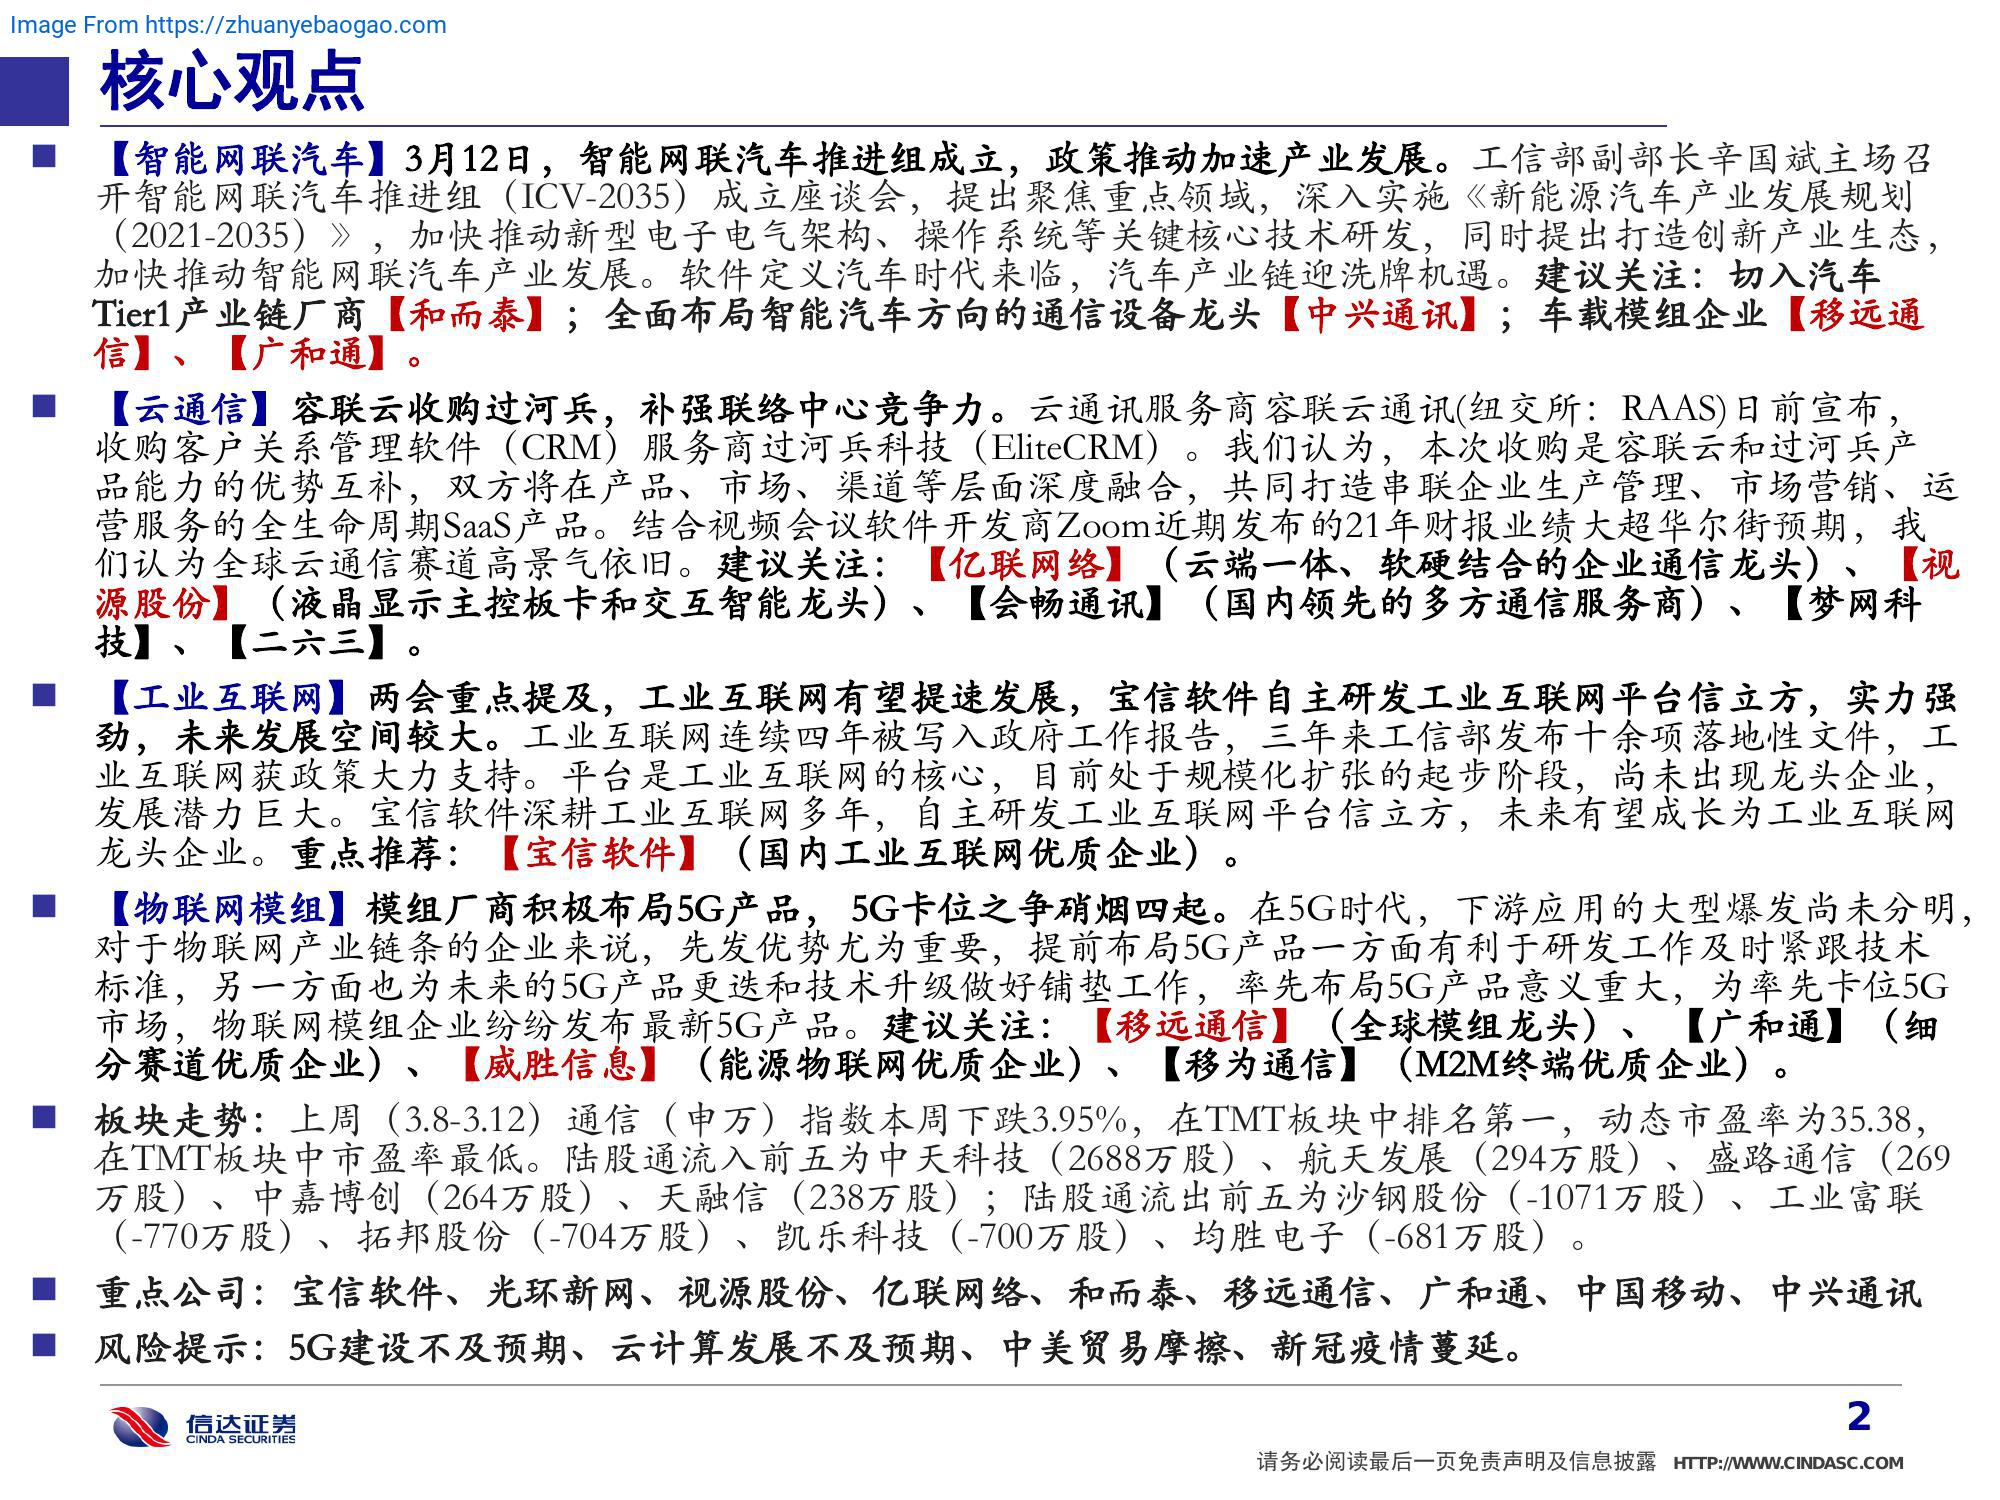 Image From https://zhuanyebaogao.com
核心观点
【智能网联汽车】3月12日，智能网联汽车推进组成立，政策推动加速产业发展。工信部副部长辛国斌主场召
开智能网联汽车推进组（ICV-2035）成立座谈会，提出聚焦重点领域，深入实施《新能源汽车产业发展规划
（2021-2035）》，加快推动新型电子电气架构、操作系统等关键核心技术研发，同时提出打造创新产业生态，
加快推动智能网联汽车产业发展。软件定义汽车时代来临，汽车产业链迎洗牌机遇。建议关注：切入汽车
Tier1产业链厂商【和而泰】；全面布局智能汽车方向的通信设备龙头【中兴通讯】；车载模组企业【移远通
信】、【广和通】。
【云通信】容联云收购过河兵，补强联络中心竞争力。云通讯服务商容联云通讯(纽交所：RAAS)日前宣布，
收购客户关系管理软件（CRM）服务商过河兵科技（EliteCRM）。我们认为，本次收购是容联云和过河兵产
品能力的优势互补，双方将在产品、市场、渠道等层面深度融合，共同打造串联企业生产管理、市场营销、运
营服务的全生命周期SaaS产品。结合视频会议软件开发商Zoom近期发布的21年财报业绩大超华尔街预期，我
们认为全球云通信赛道高景气依旧。建议关注：【亿联网络】（云端一体、软硬结合的企业通信龙头）、【视
源股份】（液晶显示主控板卡和交互智能龙头）、【会畅通讯】（国内领先的多方通信服务商）、【梦网科
技】、【二六三】。
【工业互联网】两会重点提及，工业互联网有望提速发展，宝信软件自主研发工业互联网平台信立方，实力强
劲，未来发展空间较大。工业互联网连续四年被写入政府工作报告，三年来工信部发布十余项落地性文件，工
业互联网获政策大力支持。平台是工业互联网的核心，目前处于规模化扩张的起步阶段，尚未出现龙头企业，
发展潜力巨大。宝信软件深耕工业互联网多年，自主研发工业互联网平台信立方，未来有望成长为工业互联网
龙头企业。重点推荐：【宝信软件】（国内工业互联网优质企业）。
【物联网模组】模组厂商积极布局5G产品，5G卡位之争硝烟四起。在5G时代，下游应用的大型爆发尚未分明，
对于物联网产业链条的企业来说，先发优势尤为重要，提前布局5G产品一方面有利于研发工作及时紧跟技术
标准，另一方面也为未来的5G产品更迭和技术升级做好铺垫工作，率先布局5G产品意义重大，为率先卡位5G
市场，物联网模组企业纷纷发布最新5G产品。建议关注：【移远通信】（全球模组龙头）、【广和通】（细
分赛道优质企业）、【威胜信息】（能源物联网优质企业）、【移为通信】（M2M终端优质企业）。
板块走势：上周（3.8-3.12）通信（申万）指数本周下跌3.95%，在TMT板块中排名第一，动态市盈率为35.38，
在TMT板块中市盈率最低。陆股通流入前五为中天科技（2688万股）、航天发展（294万股）、盛路通信（269
万股）、中嘉博创（264万股）、天融信（238万股）；陆股通流出前五为沙钢股份（-1071万股）、工业富联
（-770万股）、拓邦股份（-704万股）、凯乐科技（-700万股）、均胜电子（-681万股）。
重点公司：宝信软件、光环新网、视源股份、亿联网络、和而泰、移远通信、广和通、中国移动、中兴通讯
风险提示：5G建设不及预期、云计算发展不及预期、中美贸易摩擦、新冠疫情蔓延。
信达证券
CINDA SECURITIES
2
请务必阅读最后一页免责声明及信息披露 HTTP://WWW.CINDASC.COM